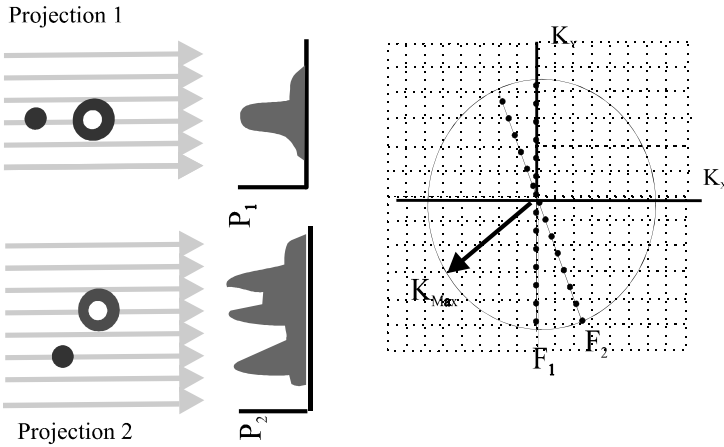 Projection 1
P1
Projection 2
P2
KY
KX
KMax
F1
F2